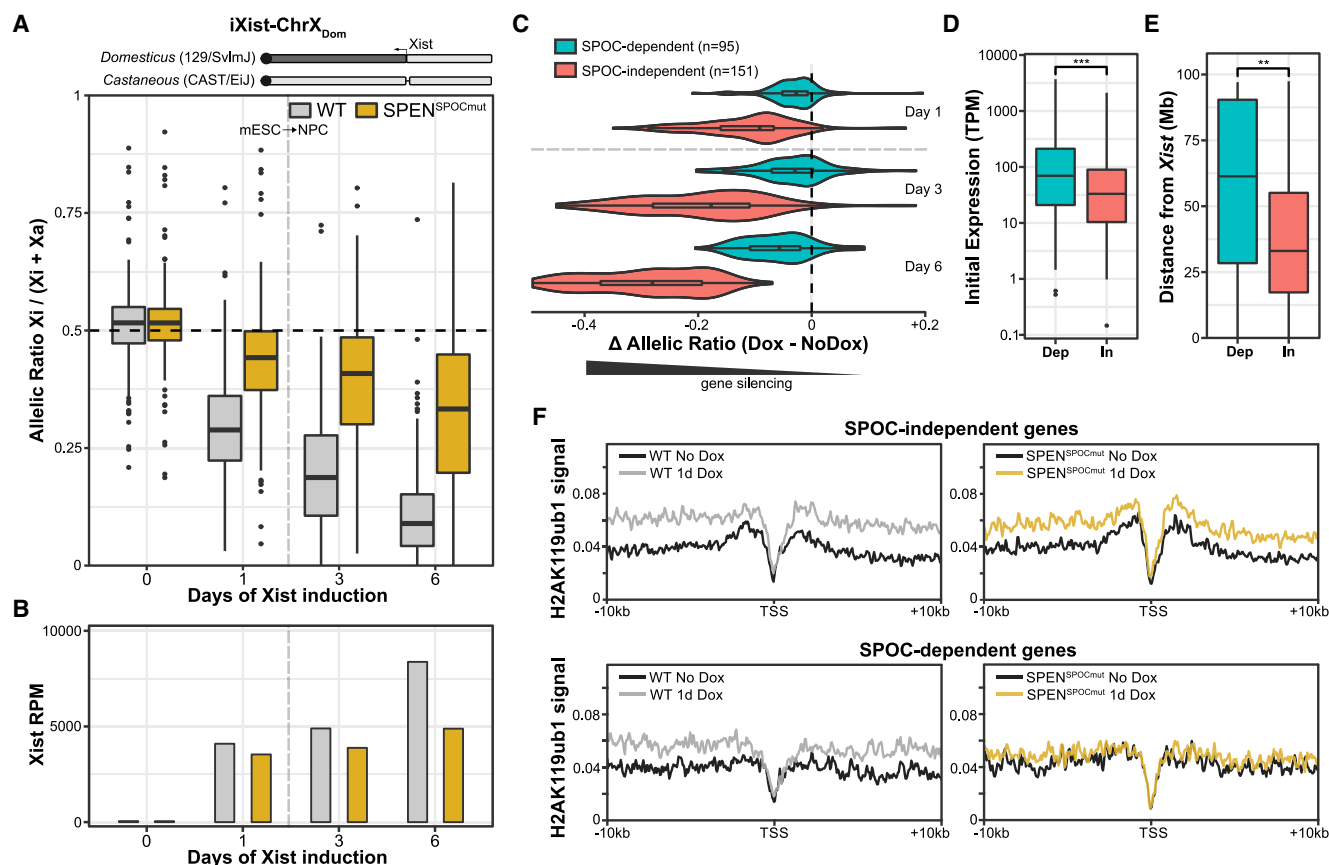 A
iXist-ChrX Dom
Xist
Domesticus (129/SvImJ)
Castaneous (CAST/EiJ)
WT SPEN SPOCmut
mESC→NPC
Allelic Ratio Xi / (Xi + Xa)
1
0.75
0.5
0.25
0
0 1 3 6
Days of Xist induction
B
Xist RPM
10000
5000
0
0 1 3 6
Days of Xist induction
C
SPOC-dependent (n=95)
SPOC-independent (n=151)
Day 1
Day 3
Day 6
-0.4 -0.2 0 +0.2
Δ Allelic Ratio (Dox - NoDox)
gene silencing
D
Initial Expression (TPM)
***
10000
1000
100
10
1
0.1
Dep In
E
Distance from Xist (Mb)
**
100
75
50
25
0
Dep In
F
SPOC-independent genes
H2AK119ub1 signal
WT No Dox
WT 1d Dox
0.08
0.04
0
-10kb TSS +10kb
SPEN SPOCmut No Dox
SPEN SPOCmut 1d Dox
0.08
0.04
0
-10kb TSS +10kb
SPOC-dependent genes
H2AK119ub1 signal
WT No Dox
WT 1d Dox
0.08
0.04
0
-10kb TSS +10kb
SPEN SPOCmut No Dox
SPEN SPOCmut 1d Dox
0.08
0.04
0
-10kb TSS +10kb